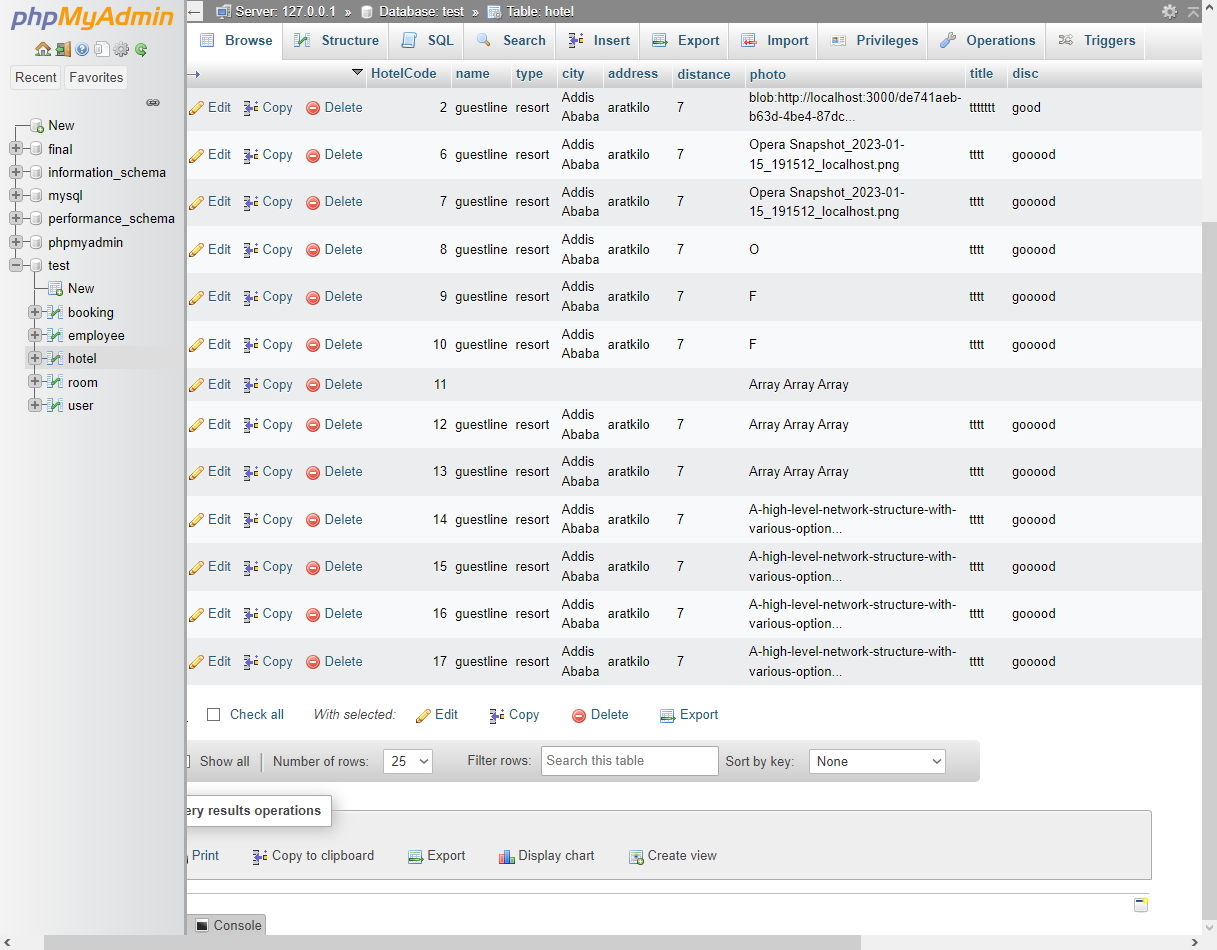 phpMyAdmin
Recent Favorites
New
final
information_schema
mysql
performance_schema
phpmyadmin
test
New
booking
employee
hotel
room
user
Server: 127.0.0.1 » Database: test » Table: hotel
Browse Structure SQL Search Insert Export Import Privileges Operations Triggers
HotelCode name type city address distance photo title disc
Edit Copy Delete 2 guestline resort Addis Ababa aratkilo 7 blob:http://localhost:3000/de741aeb-b63d-4be4-87dc... ttttttt good
Edit Copy Delete 6 guestline resort Addis Ababa aratkilo 7 Opera Snapshot_2023-01-15_191512_localhost.png tttt gooood
Edit Copy Delete 7 guestline resort Addis Ababa aratkilo 7 Opera Snapshot_2023-01-15_191512_localhost.png tttt gooood
Edit Copy Delete 8 guestline resort Addis Ababa aratkilo 7 O tttt gooood
Edit Copy Delete 9 guestline resort Addis Ababa aratkilo 7 F tttt gooood
Edit Copy Delete 10 guestline resort Addis Ababa aratkilo 7 F tttt gooood
Edit Copy Delete 11 Array Array Array
Edit Copy Delete 12 guestline resort Addis Ababa aratkilo 7 Array Array Array tttt gooood
Edit Copy Delete 13 guestline resort Addis Ababa aratkilo 7 Array Array Array tttt gooood
Edit Copy Delete 14 guestline resort Addis Ababa aratkilo 7 A-high-level-network-structure-with-various-option... tttt gooood
Edit Copy Delete 15 guestline resort Addis Ababa aratkilo 7 A-high-level-network-structure-with-various-option... tttt gooood
Edit Copy Delete 16 guestline resort Addis Ababa aratkilo 7 A-high-level-network-structure-with-various-option... tttt gooood
Edit Copy Delete 17 guestline resort Addis Ababa aratkilo 7 A-high-level-network-structure-with-various-option... tttt gooood
Check all With selected: Edit Copy Delete Export
Show all Number of rows: 25 Filter rows: Search this table Sort by key: None
ery results operations
Print Copy to clipboard Export Display chart Create view
Console